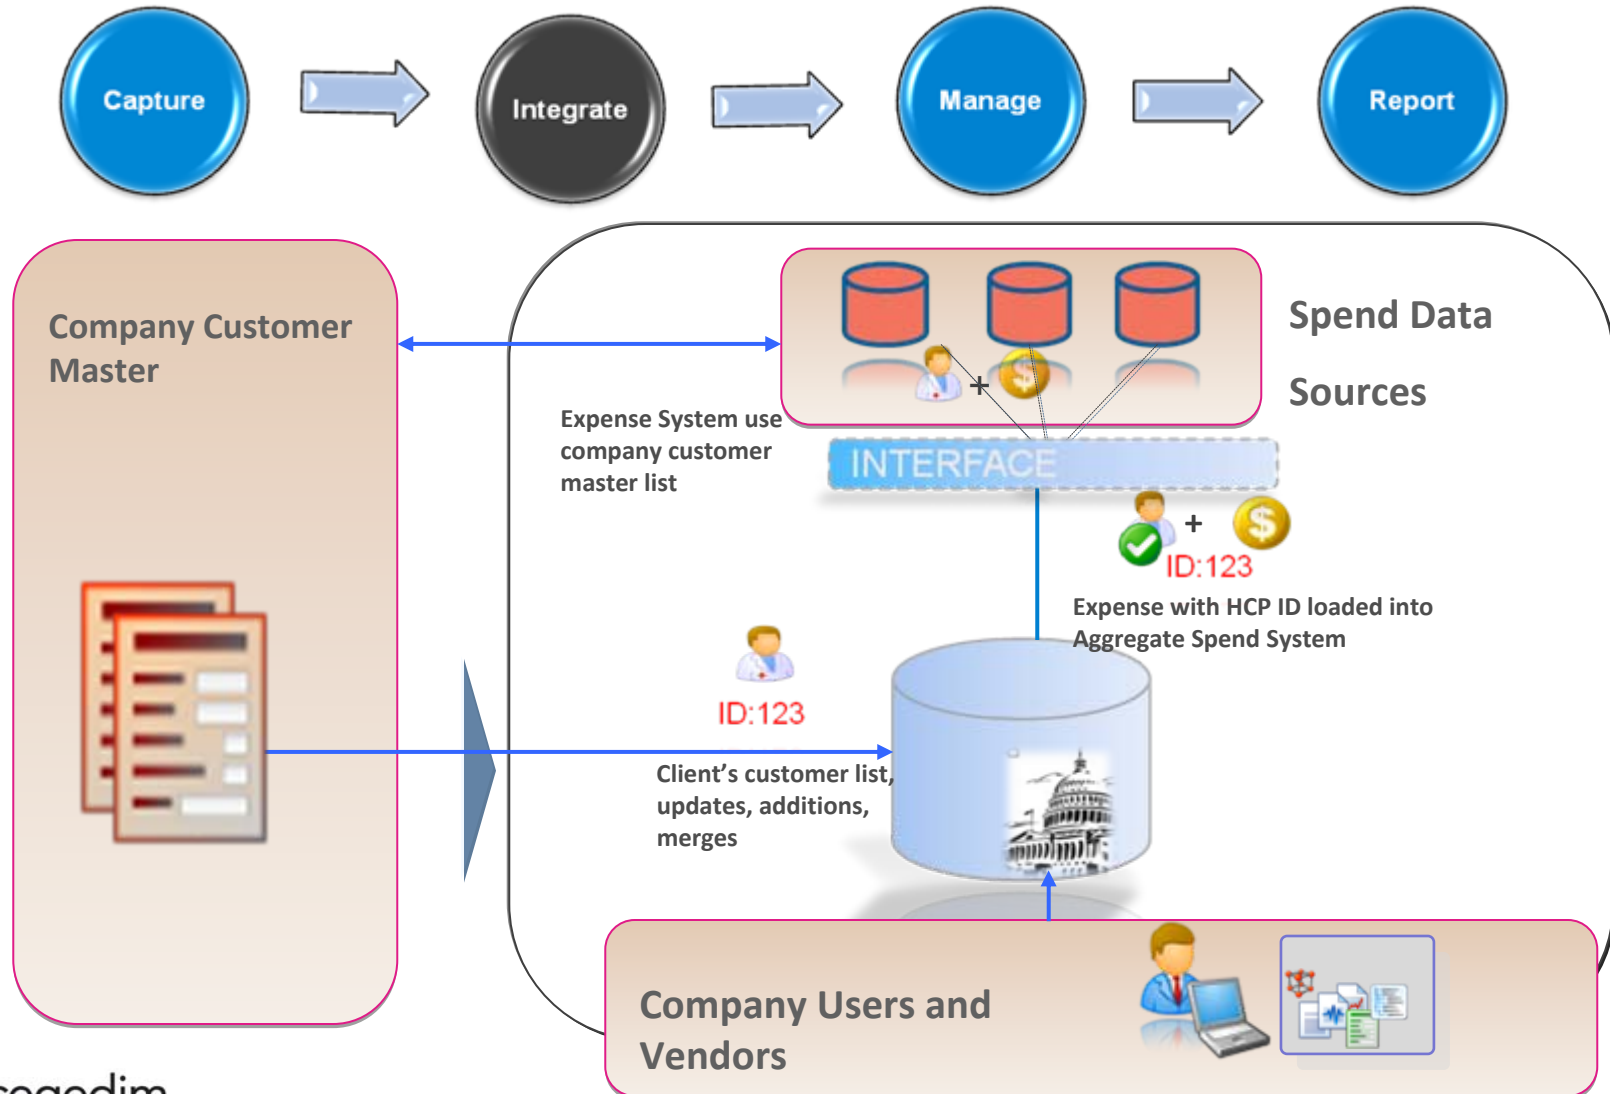 Capture
Integrate
Manage
Report
Company Customer
Master
Spend Data
Sources
+
Expense System use
company customer
master list
INTERFACE
+
ID:123
Expense with HCP ID loaded into
Aggregate Spend System
ID:123
Client’s customer list,
updates, additions,
merges
Company Users and
Vendors
cegedim